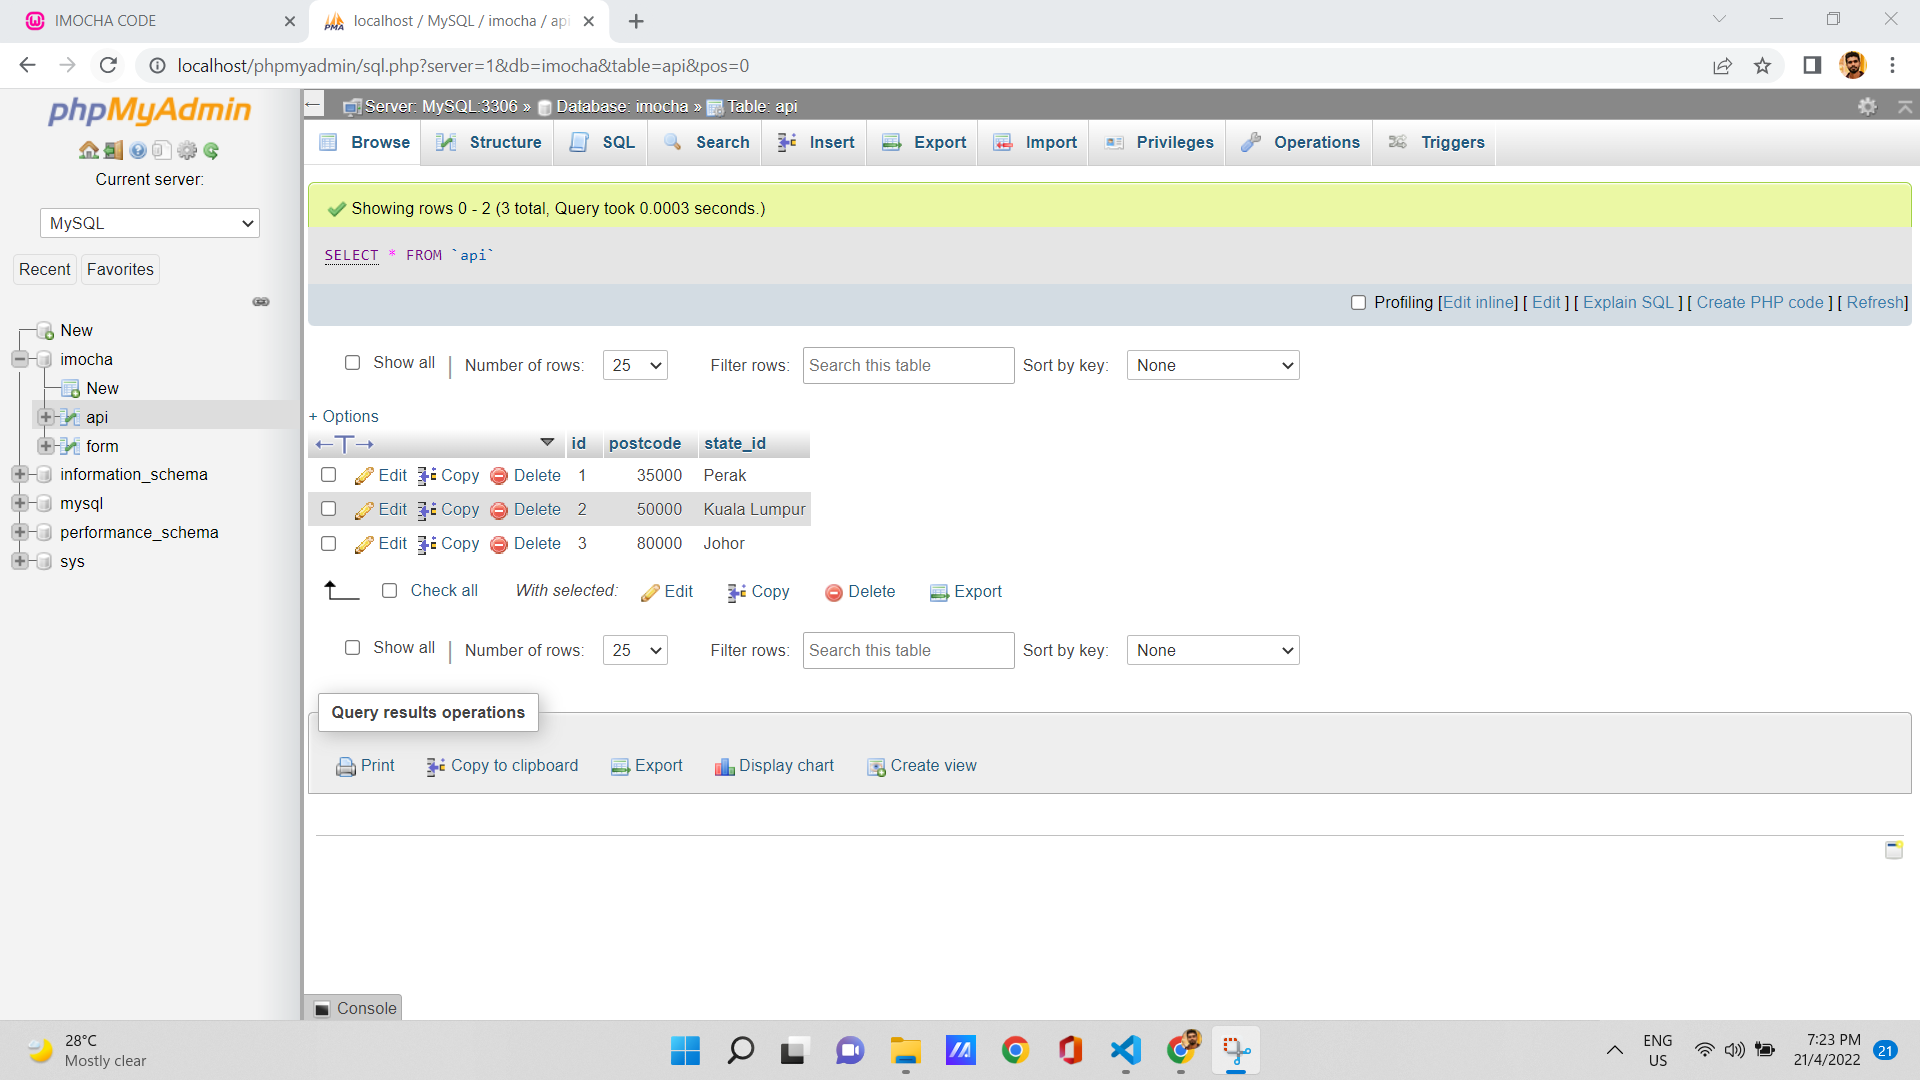 IMOCHA CODE
localhost / MySQL / imocha / api
localhost/phpmyadmin/sql.php?server=1&db=imocha&table=api&pos=0
phpMyAdmin
Current server:
MySQL
Recent Favorites
New
imocha
New
api
form
information_schema
mysql
performance_schema
sys
Server: MySQL:3306 » Database: imocha » Table: api
Browse Structure SQL Search Insert Export Import Privileges Operations Triggers
Showing rows 0 - 2 (3 total, Query took 0.0003 seconds.)
SELECT * FROM `api`
Profiling [Edit inline] [ Edit ] [ Explain SQL ] [ Create PHP code ] [ Refresh]
Show all | Number of rows: 25 Filter rows: Search this table Sort by key: None
+ Options
←T→ id postcode state_id
Edit Copy Delete 1 35000 Perak
Edit Copy Delete 2 50000 Kuala Lumpur
Edit Copy Delete 3 80000 Johor
Check all With selected: Edit Copy Delete Export
Show all | Number of rows: 25 Filter rows: Search this table Sort by key: None
Query results operations
Print Copy to clipboard Export Display chart Create view
Console
28°C
Mostly clear
ENG
US
7:23 PM
21/4/2022
21